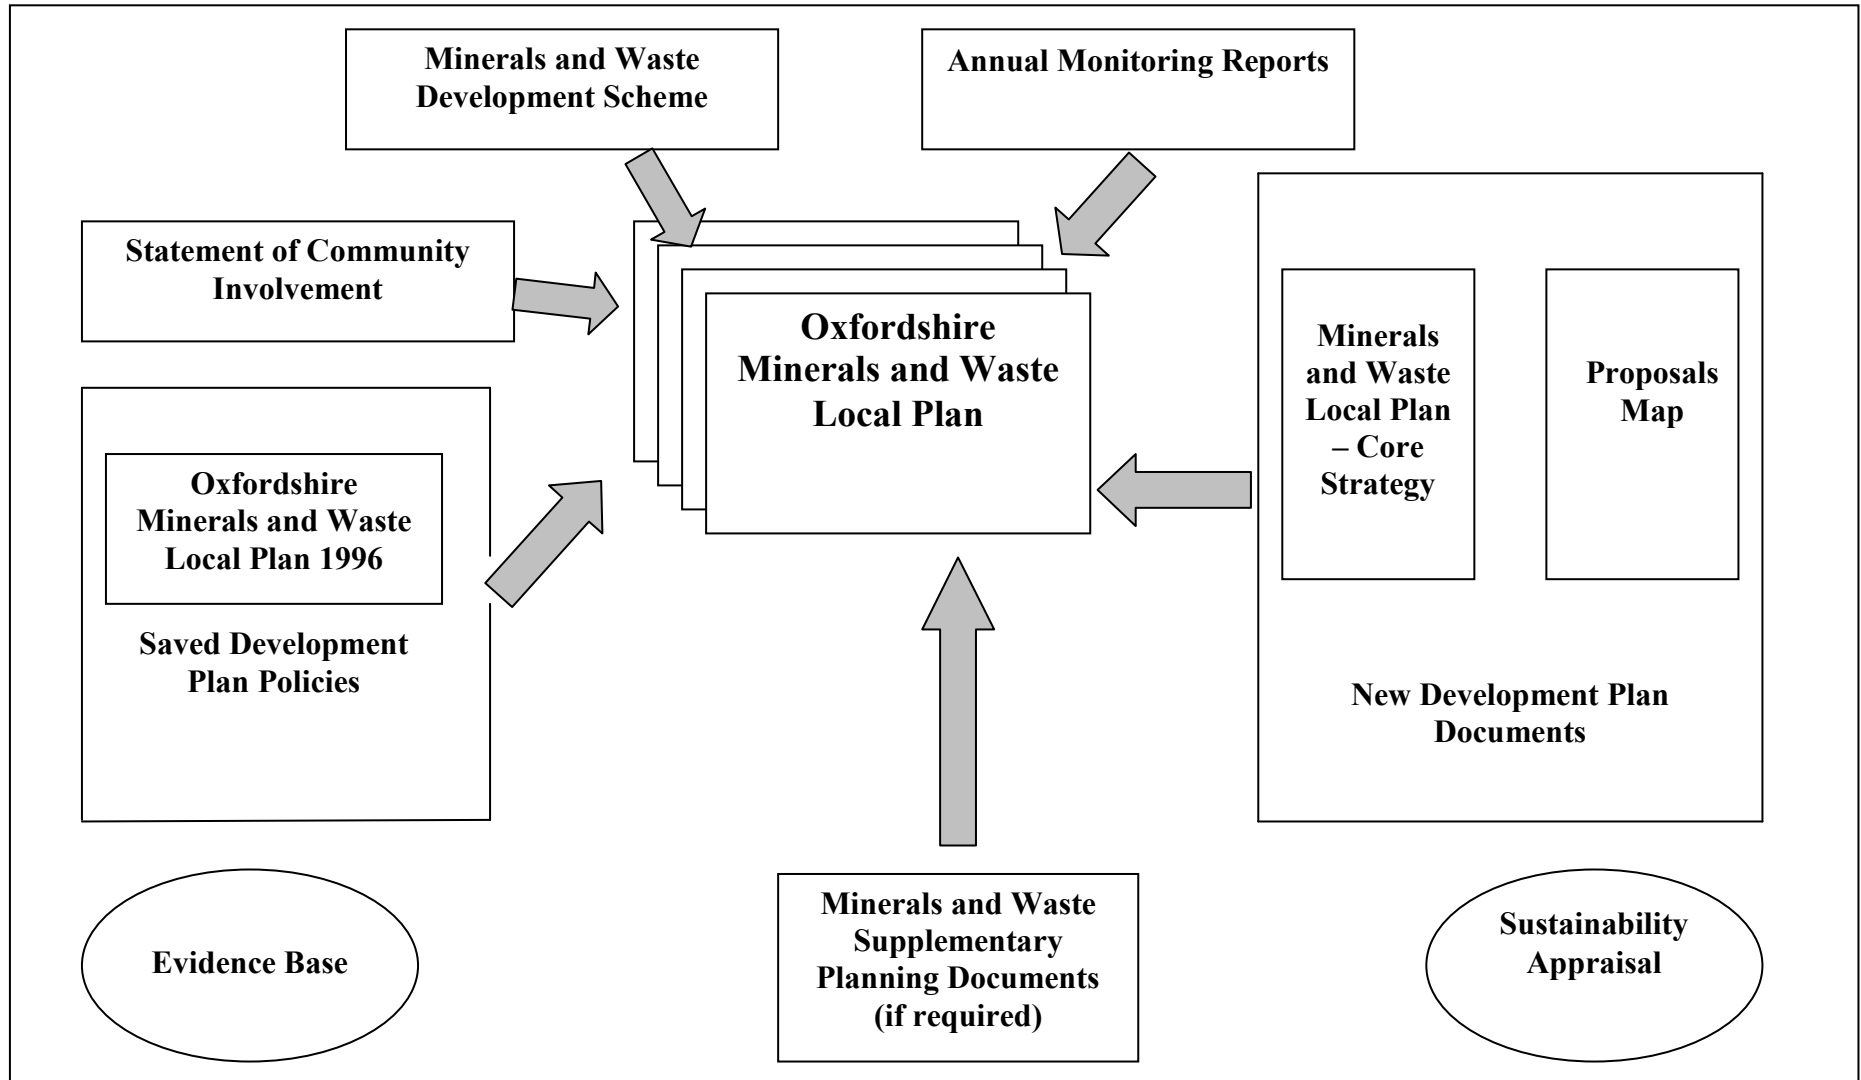 Minerals and Waste
Development Scheme
Annual Monitoring Reports
Statement of Community
Involvement
Oxfordshire
Minerals and Waste
Local Plan
Minerals
and Waste
Local Plan
– Core
Strategy
Proposals
Map
Oxfordshire
Minerals and Waste
Local Plan 1996
Saved Development
Plan Policies
New Development Plan
Documents
Evidence Base
Minerals and Waste
Supplementary
Planning Documents
(if required)
Sustainability
Appraisal